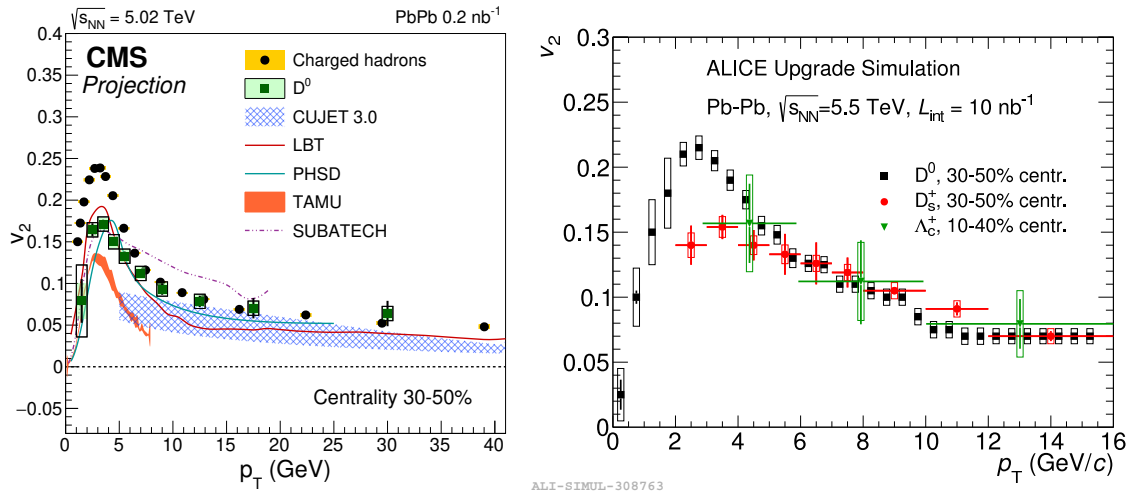 √sNN = 5.02 TeV PbPb 0.2 nb-1
CMS
Projection
Charged hadrons
D0
CUJET 3.0
LBT
PHSD
TAMU
SUBATECH
Centrality 30-50%
v2
0.4
0.35
0.3
0.25
0.2
0.15
0.1
0.05
0
−0.05
0 5 10 15 20 25 30 35 40
pT (GeV)
v2
0.3
0.25
0.2
0.15
0.1
0.05
0
ALICE Upgrade Simulation
Pb-Pb, √sNN=5.5 TeV, Lint = 10 nb-1
D0, 30-50% centr.
Ds+, 30-50% centr.
Λc+, 10-40% centr.
0 2 4 6 8 10 12 14 16
pT (GeV/c)
ALI-SIMUL-308763